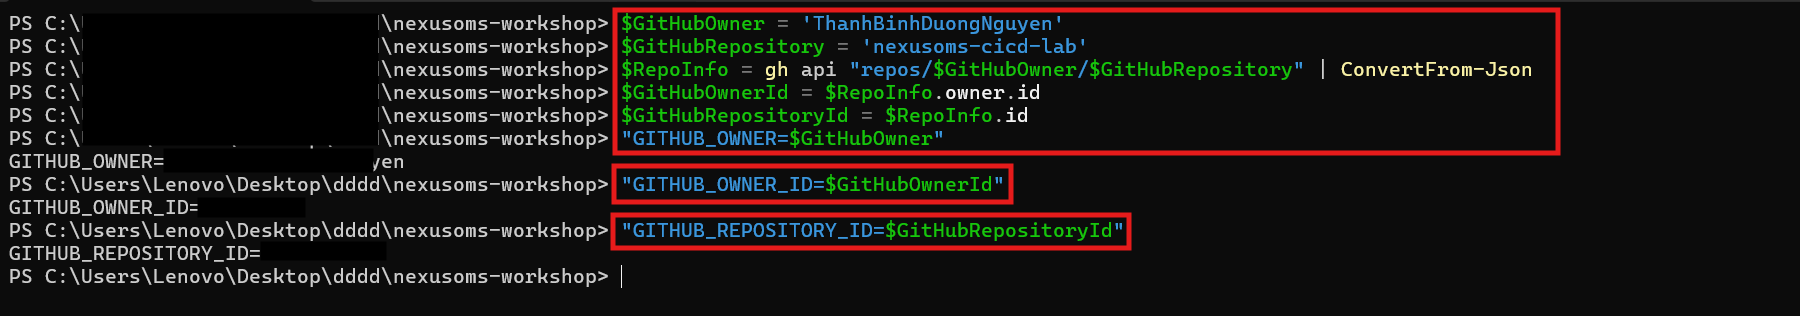 PS C:\ \nexusoms-workshop> $GitHubOwner = 'ThanhBinhDuongNguyen'
PS C:\ \nexusoms-workshop> $GitHubRepository = 'nexusoms-cicd-lab'
PS C:\ \nexusoms-workshop> $RepoInfo = gh api "repos/$GitHubOwner/$GitHubRepository" | ConvertFrom-Json
PS C:\ \nexusoms-workshop> $GitHubOwnerId = $RepoInfo.owner.id
PS C:\ \nexusoms-workshop> $GitHubRepositoryId = $RepoInfo.id
PS C:\ \nexusoms-workshop> "GITHUB_OWNER=$GitHubOwner"
GITHUB_OWNER= yen
PS C:\Users\Lenovo\Desktop\dddd\nexusoms-workshop> "GITHUB_OWNER_ID=$GitHubOwnerId"
GITHUB_OWNER_ID=
PS C:\Users\Lenovo\Desktop\dddd\nexusoms-workshop> "GITHUB_REPOSITORY_ID=$GitHubRepositoryId"
GITHUB_REPOSITORY_ID=
PS C:\Users\Lenovo\Desktop\dddd\nexusoms-workshop>